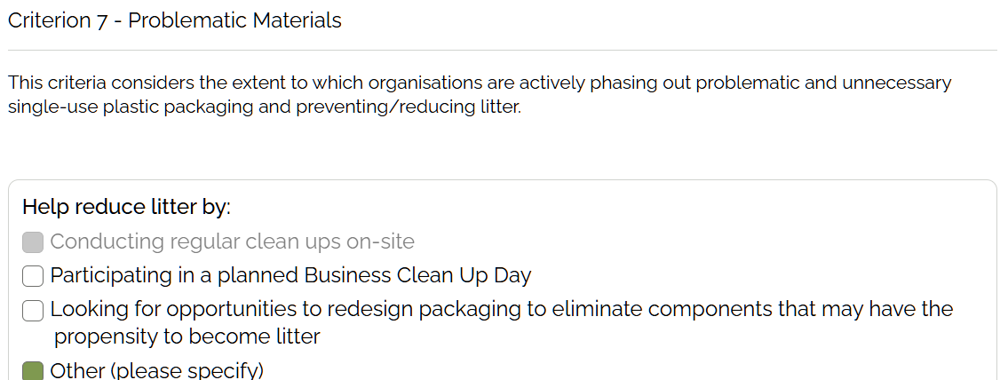 Criterion 7 - Problematic Materials
This criteria considers the extent to which organisations are actively phasing out problematic and unnecessary
single-use plastic packaging and preventing/reducing litter.
Help reduce litter by:
Conducting regular clean ups on-site
Participating in a planned Business Clean Up Day
Looking for opportunities to redesign packaging to eliminate components that may have the
propensity to become litter
Other (please specify)